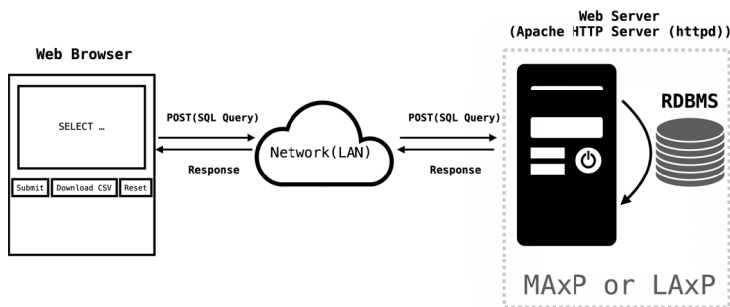 Web Server
(Apache HTTP Server (httpd))
Web Browser
SELECT …
Submit
Download CSV
Reset
POST(SQL Query)
Response
Network(LAN)
POST(SQL Query)
Response
RDBMS
MAxP or LAxP